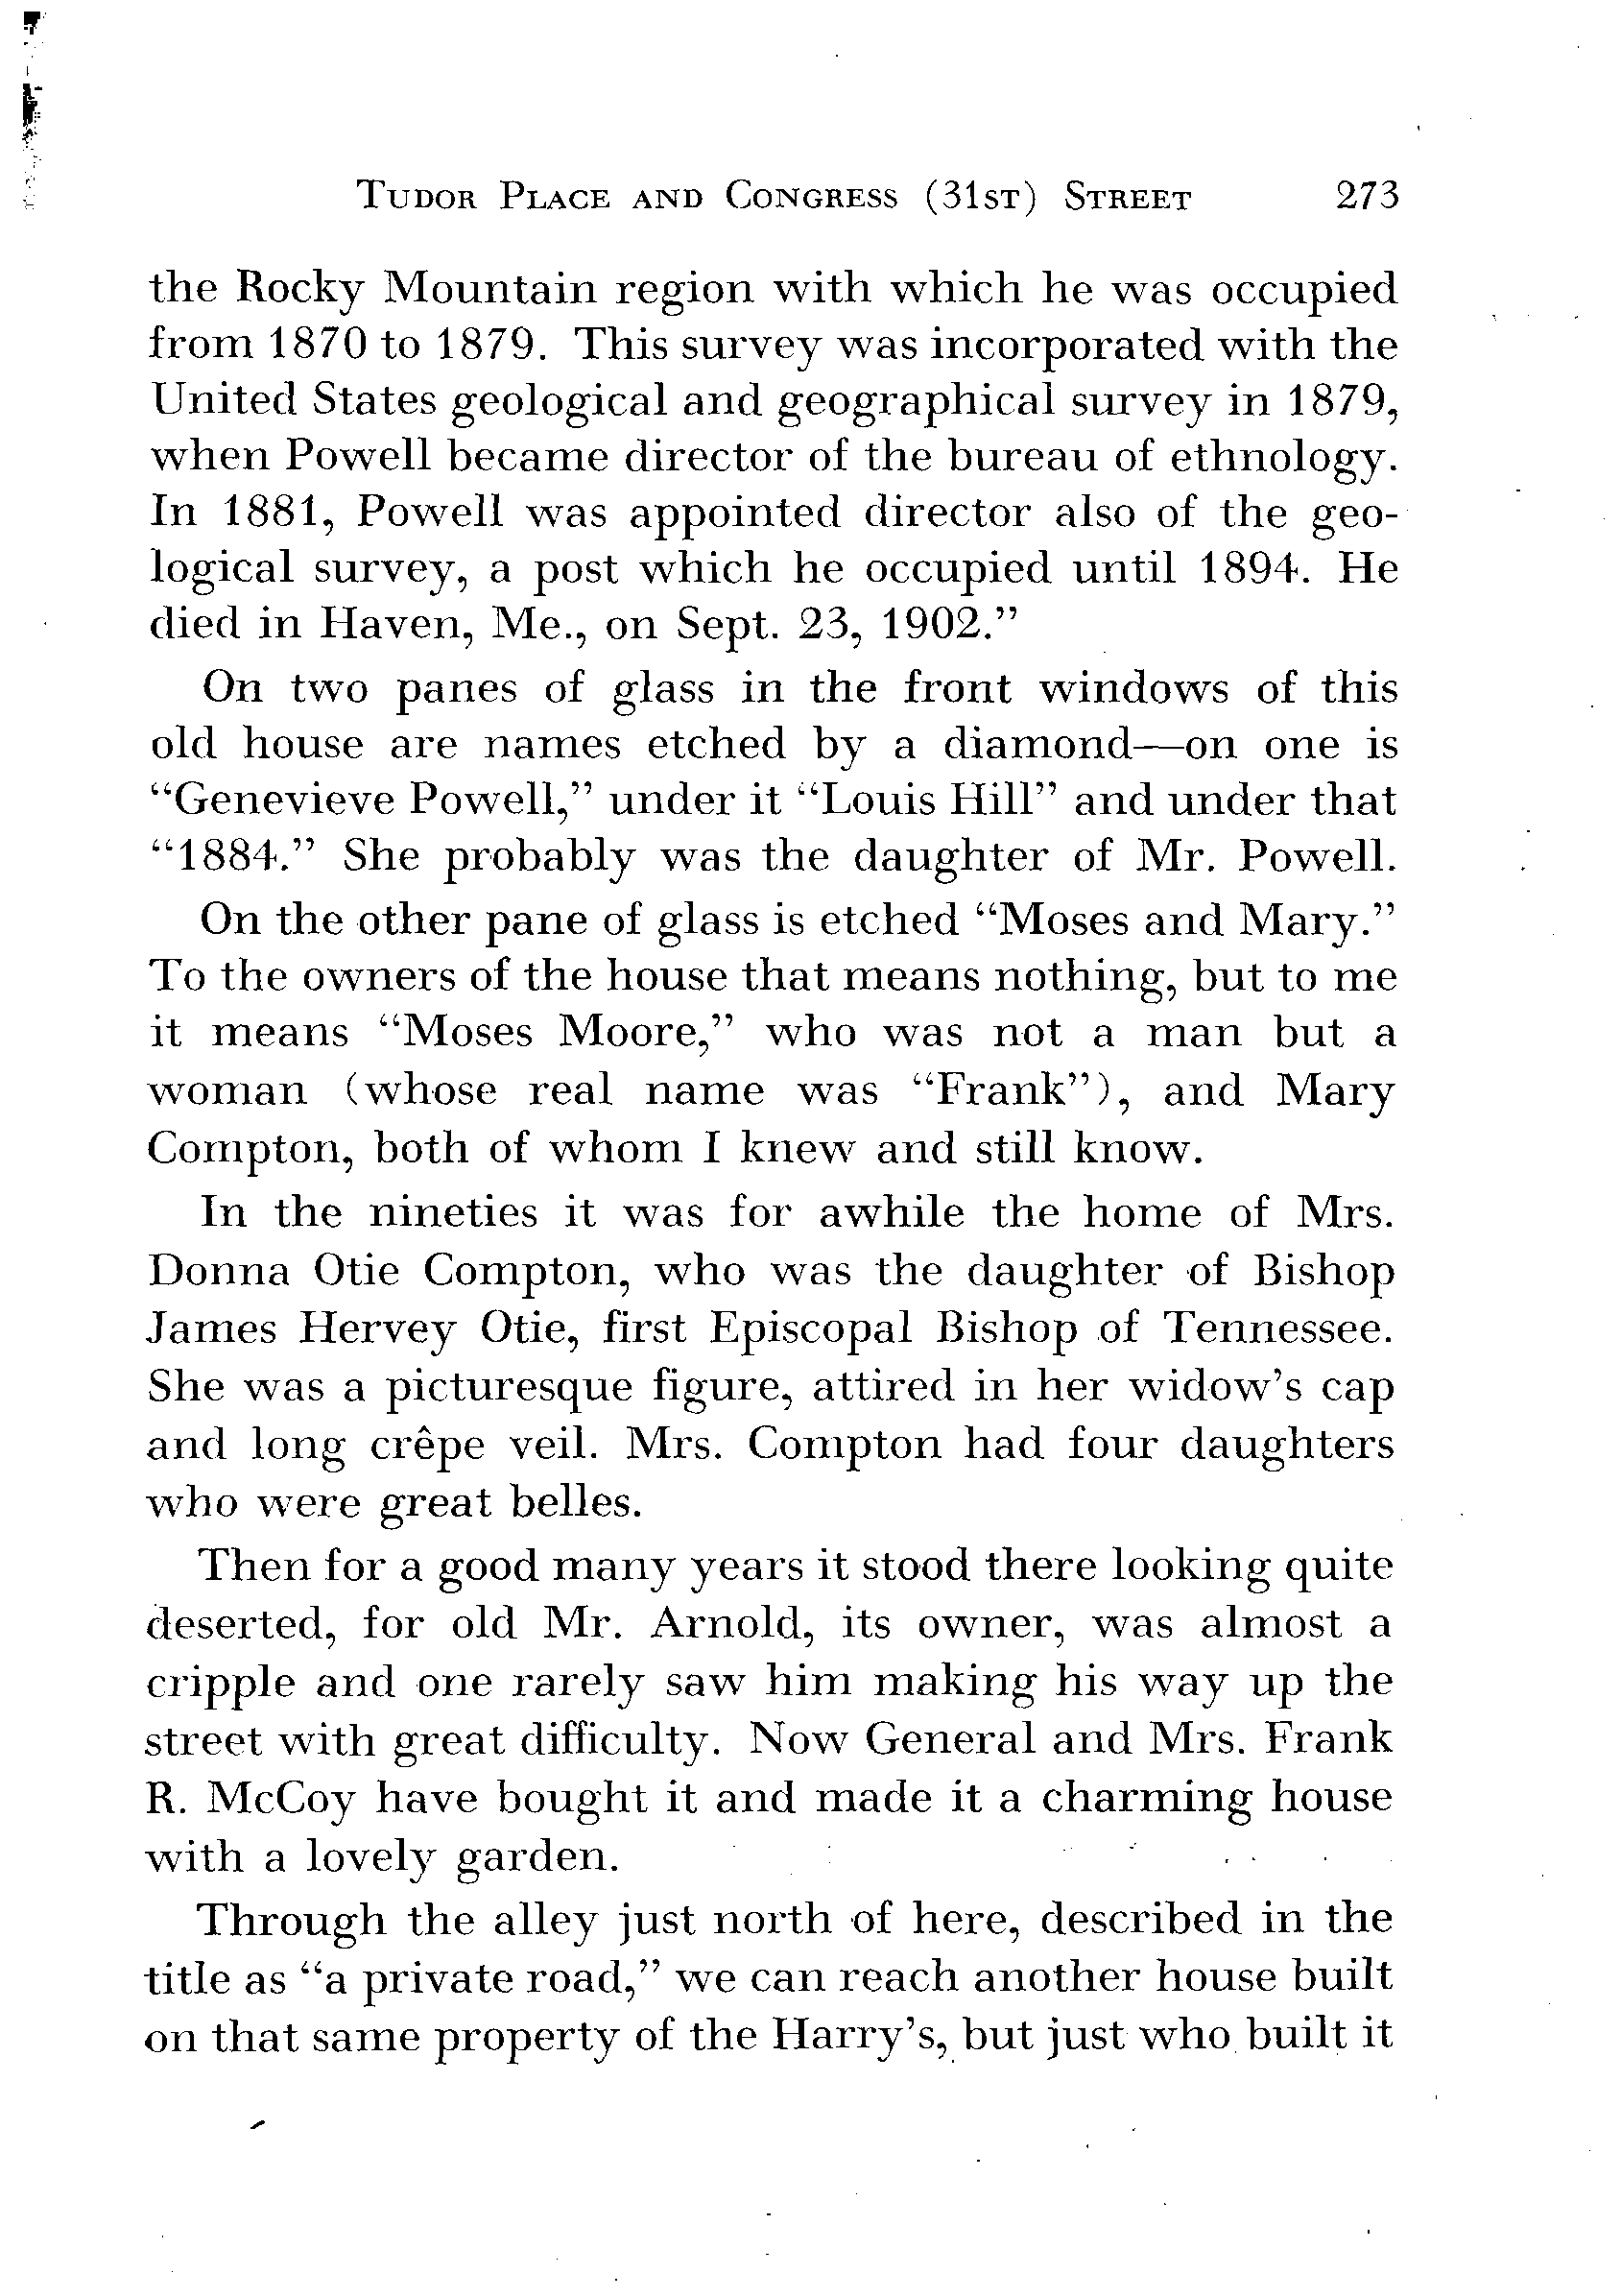 TUDOR PLACE AND CONGRESS (31ST) STREET 273
the Rocky Mountain region with which he was occupied
from 1870 to 1879. This survey was incorporated with the
United States geological and geographical survey in 1879,
when Powell became director of the bureau of ethnology.
In 1881, Powell was appointed director also of the geo-
logical survey, a post which he occupied until 1894. He
died in Haven, Me., on Sept. 23, 1902.”
On two panes of glass in the front windows of this
old house are names etched by a diamond—on one is
“Genevieve Powell,” under it “Louis Hill” and under that
“1884.” She probably was the daughter of Mr. Powell.
On the other pane of glass is etched “Moses and Mary.”
To the owners of the house that means nothing, but to me
it means “Moses Moore,” who was not a man but a
woman (whose real name was “Frank”), and Mary
Compton, both of whom I knew and still know.
In the nineties it was for awhile the home of Mrs.
Donna Otie Compton, who was the daughter of Bishop
James Hervey Otie, first Episcopal Bishop of Tennessee.
She was a picturesque figure, attired in her widow’s cap
and long crêpe veil. Mrs. Compton had four daughters
who were great belles.
Then for a good many years it stood there looking quite
deserted, for old Mr. Arnold, its owner, was almost a
cripple and one rarely saw him making his way up the
street with great difficulty. Now General and Mrs. Frank
R. McCoy have bought it and made it a charming house
with a lovely garden.
Through the alley just north of here, described in the
title as “a private road,” we can reach another house built
on that same property of the Harry’s, but just who built it